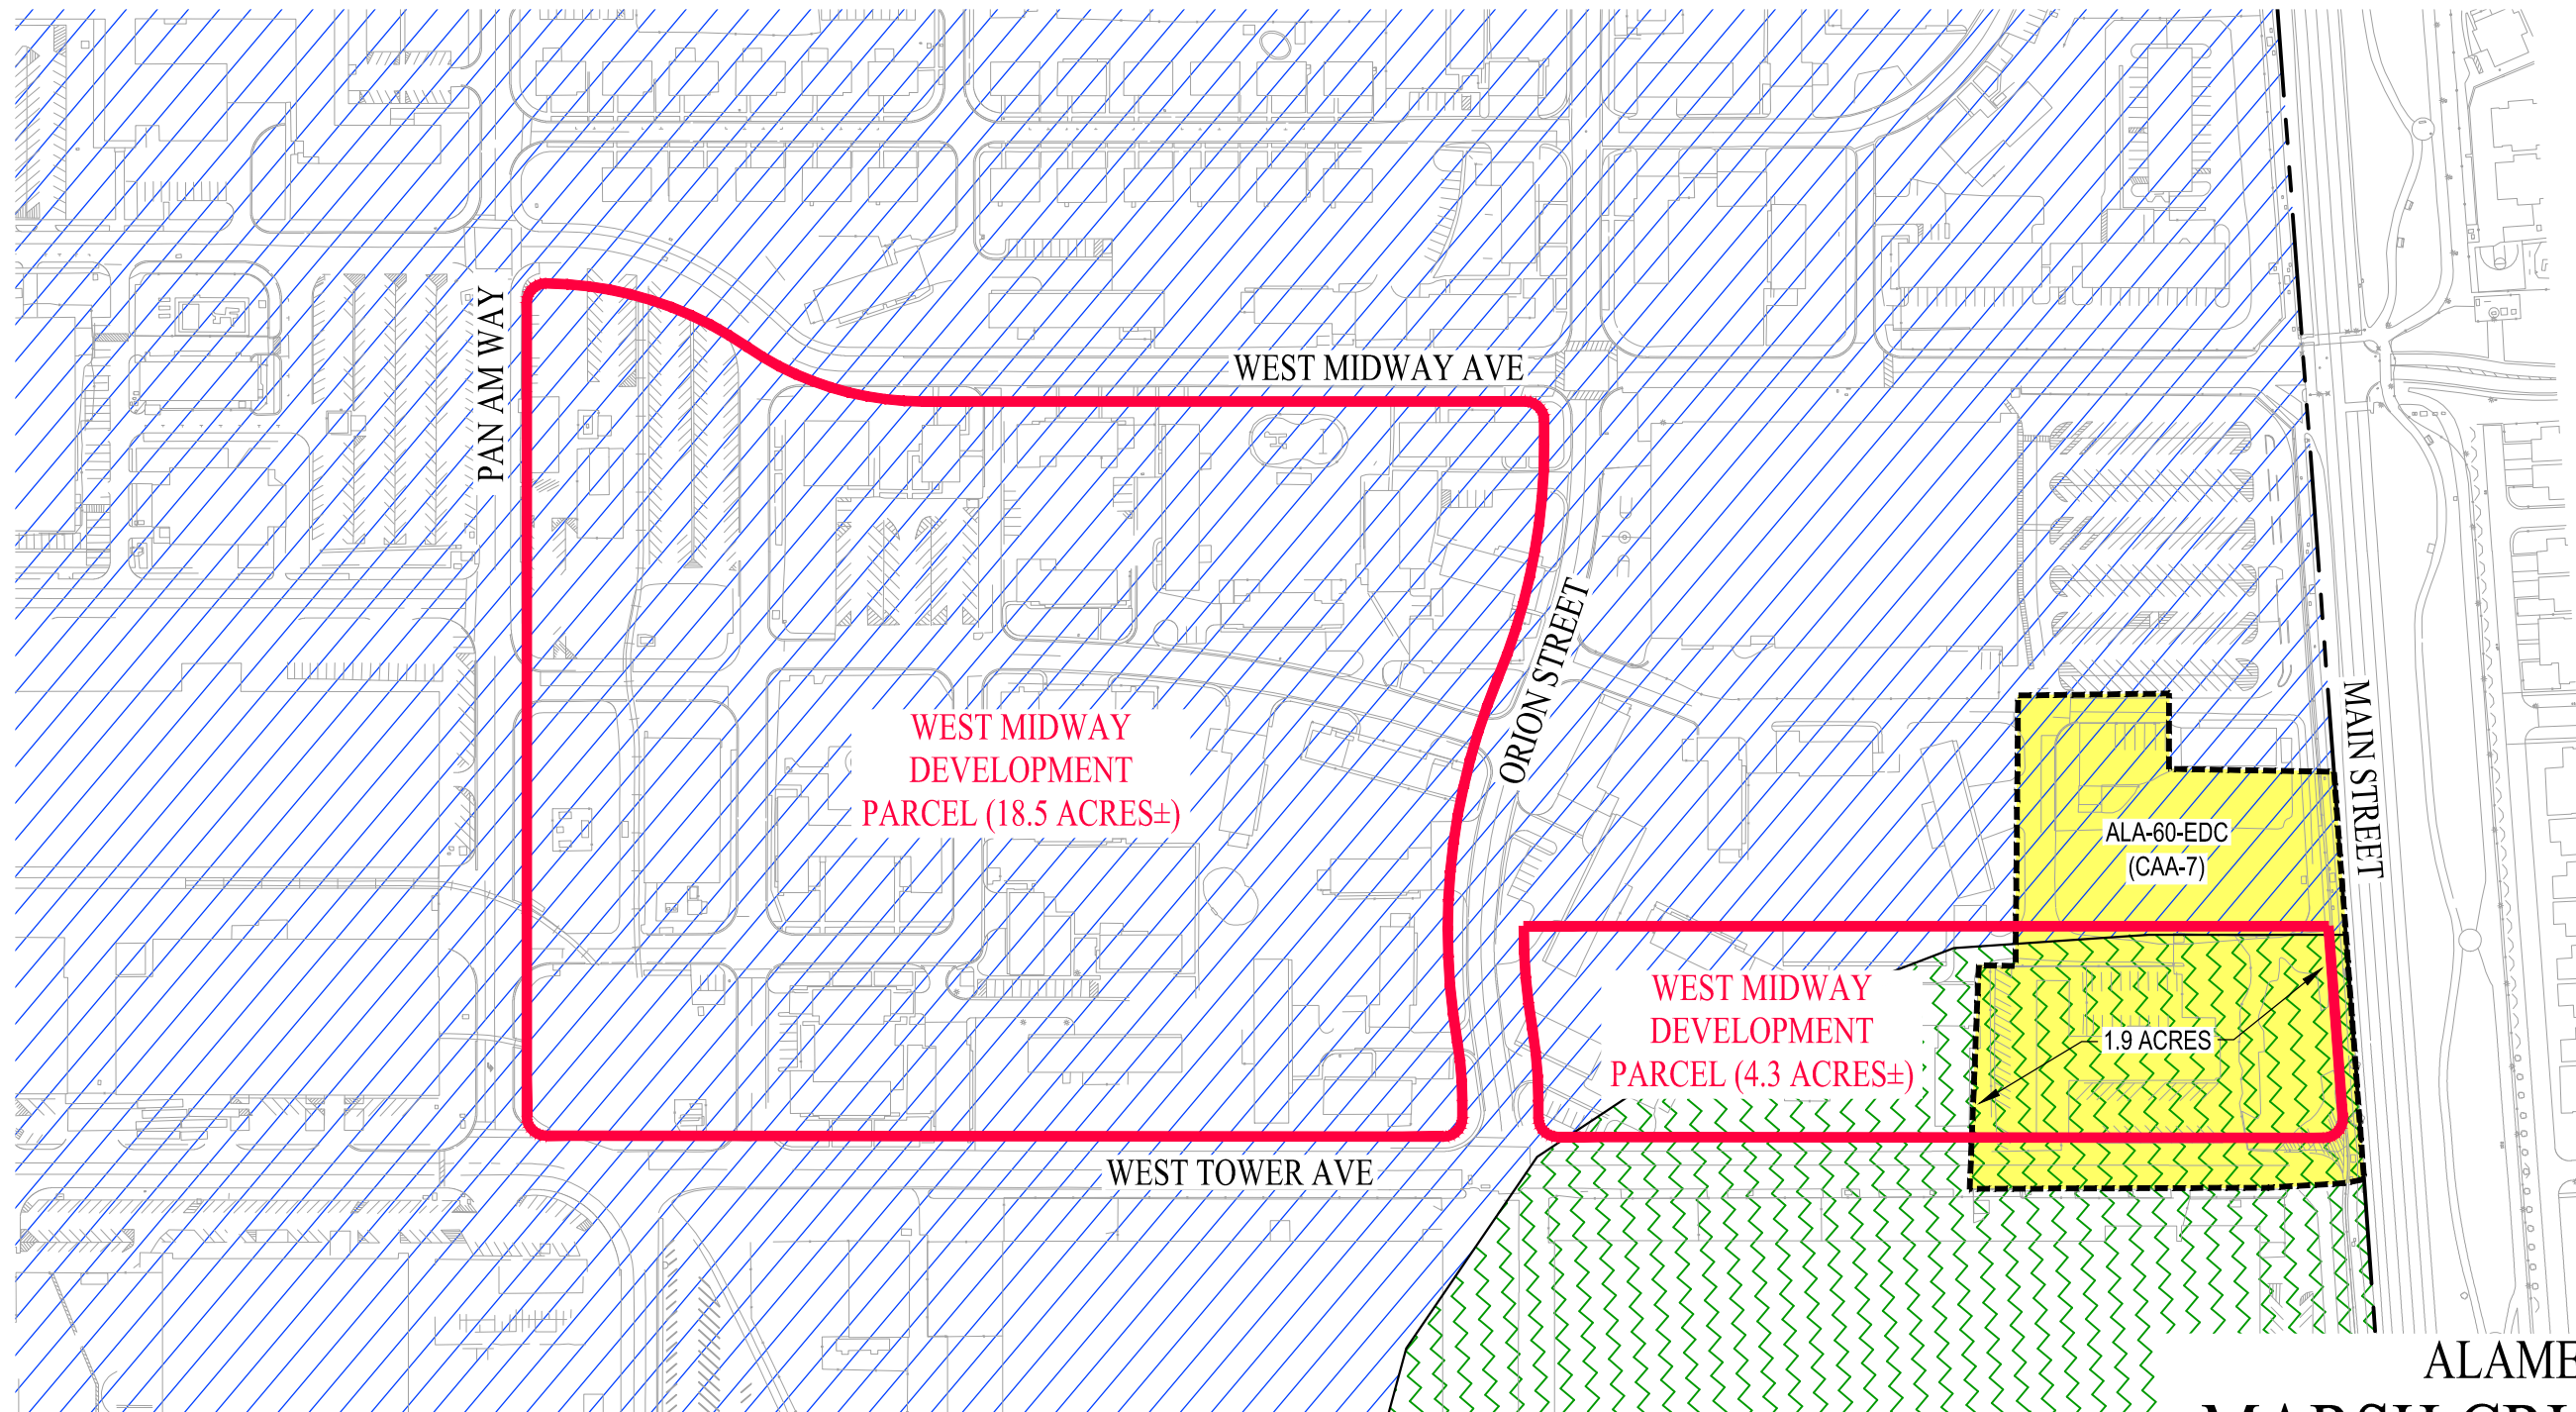 WEST MIDWAY AVE
PAN AM WAY
ORION STREET
MAIN STREET
WEST MIDWAY
DEVELOPMENT
PARCEL (18.5 ACRES±)
ALA-60-EDC
(CAA-7)
WEST MIDWAY
DEVELOPMENT
PARCEL (4.3 ACRES±)
1.9 ACRES
WEST TOWER AVE
ALAME